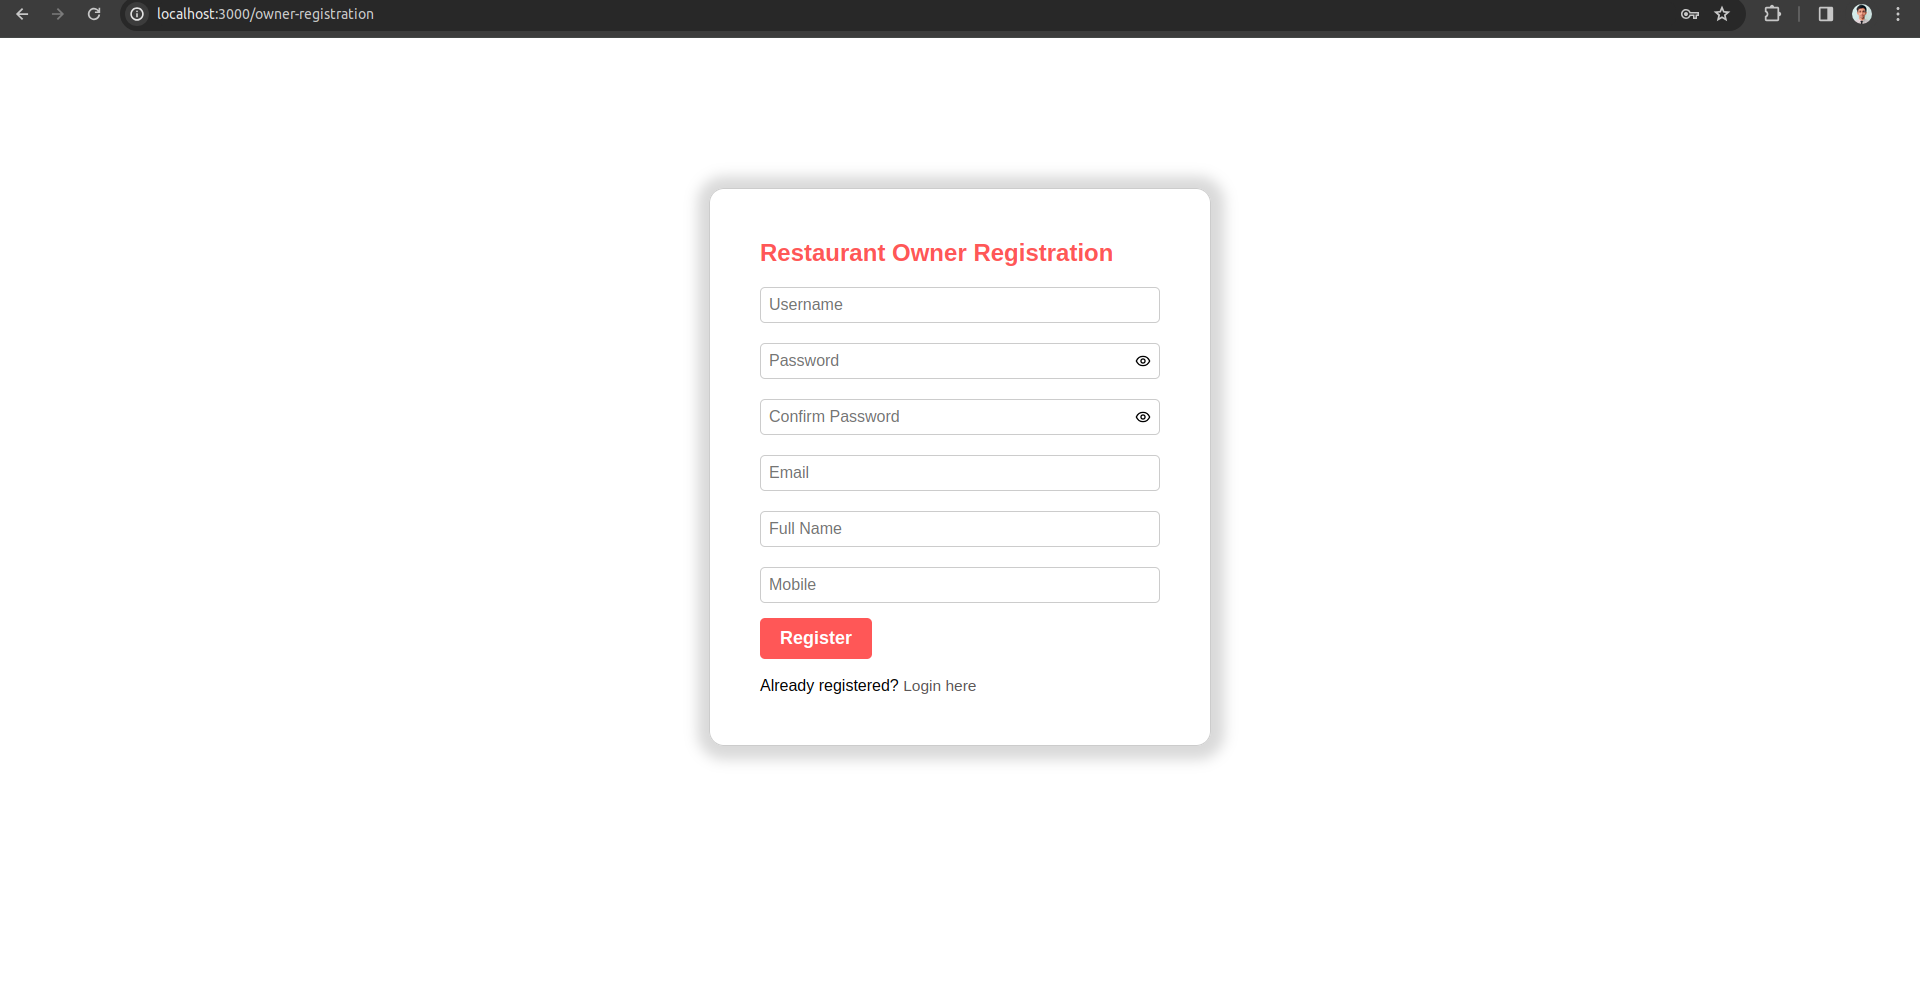 localhost:3000/owner-registration
Restaurant Owner Registration
Username
Password
Confirm Password
Email
Full Name
Mobile
Register
Already registered? Login here